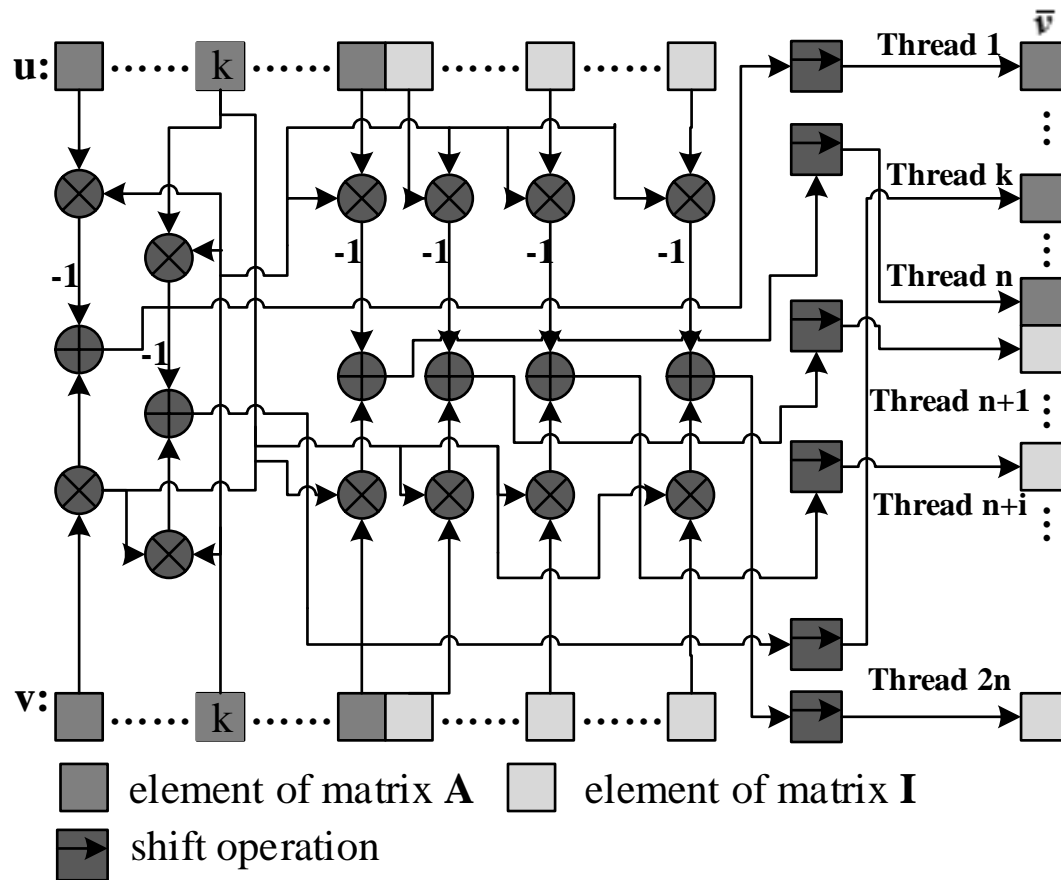 v̄
u:
k
Thread 1
Thread k
-1
-1
-1
-1
-1
Thread n
-1
Thread n+1
Thread n+i
Thread 2n
v:
k
element of matrix A
element of matrix I
shift operation